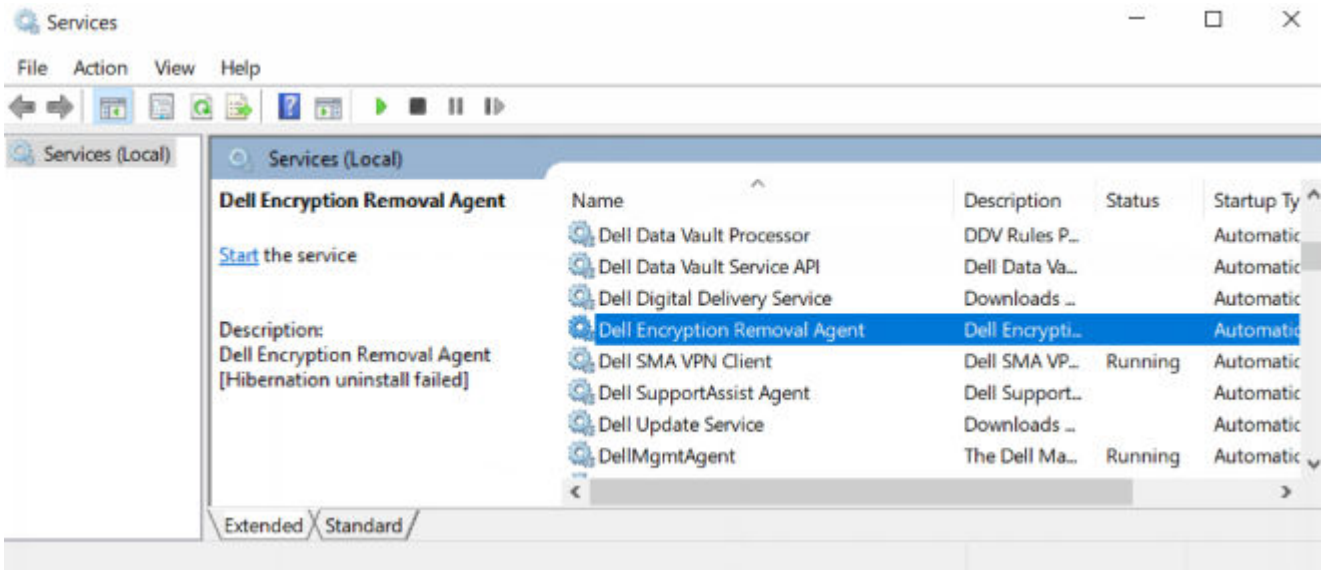 Services
File Action View Help
Services (Local)
Services (Local)
Dell Encryption Removal Agent
Start the service
Description:
Dell Encryption Removal Agent
[Hibernation uninstall failed]
Name Description Status Startup Ty
Dell Data Vault Processor DDV Rules P... Automatic
Dell Data Vault Service API Dell Data Va... Automatic
Dell Digital Delivery Service Downloads ... Automatic
Dell Encryption Removal Agent Dell Encrypti... Automatic
Dell SMA VPN Client Dell SMA VP... Running Automatic
Dell SupportAssist Agent Dell Support... Automatic
Dell Update Service Downloads ... Automatic
DellMgmtAgent The Dell Ma... Running Automatic
Extended Standard